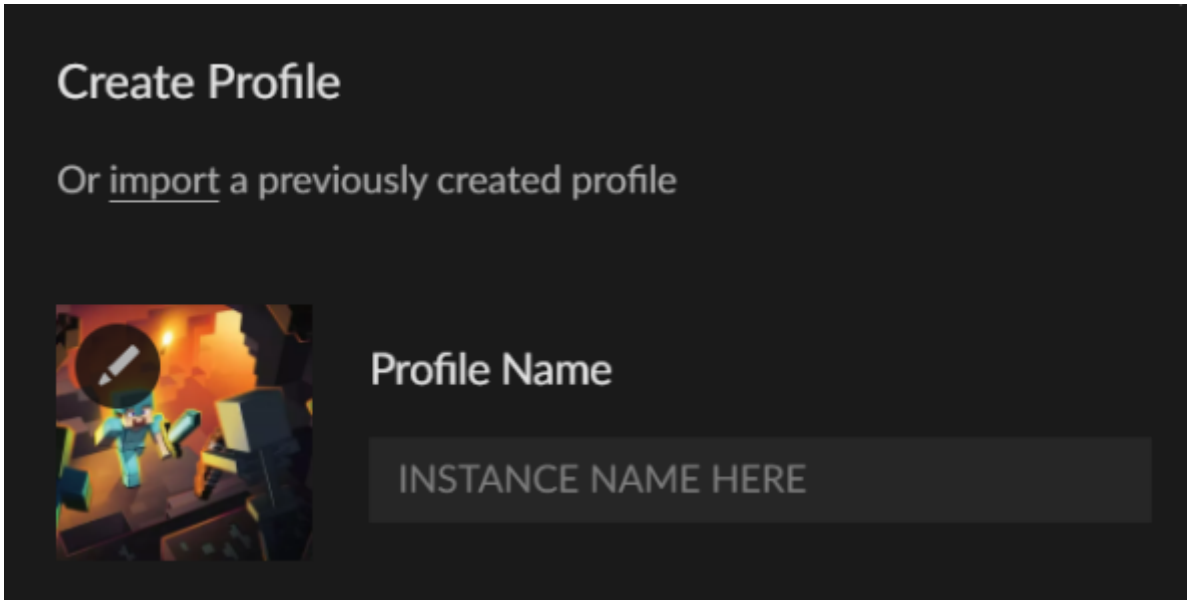 Create Profile
Or import a previously created profile
Profile Name
INSTANCE NAME HERE